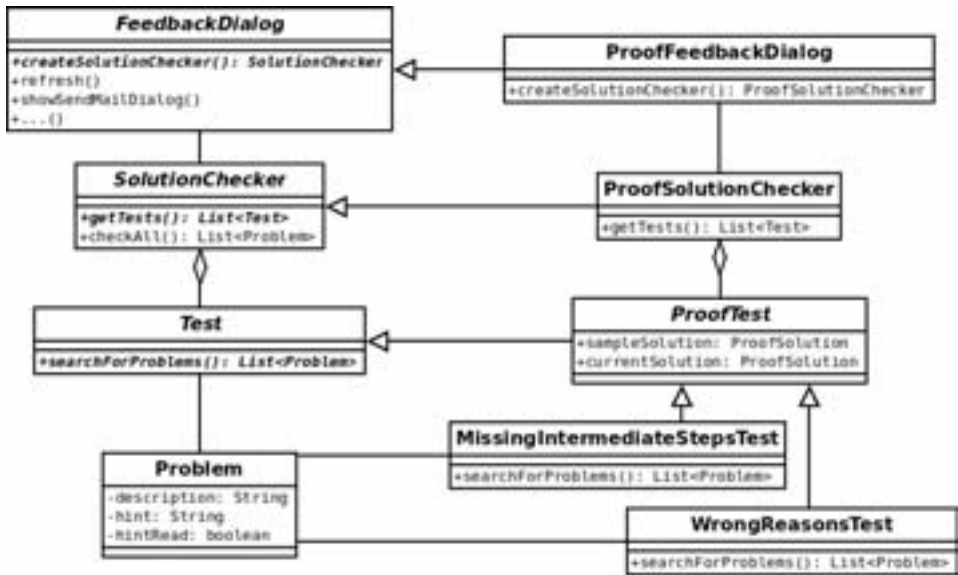 FeedbackDialog
+createSolutionChecker(): SolutionChecker
+refresh()
+showSendMailDialog()
+...()
ProofFeedbackDialog
+createSolutionChecker(): ProofSolutionChecker
SolutionChecker
+getTests(): List<Test>
+checkAll(): List<Problem>
ProofSolutionChecker
+getTests(): List<Test>
Test
+searchForProblems(): List<Problem>
ProofTest
+sampleSolution: ProofSolution
+currentSolution: ProofSolution
MissingIntermediateStepsTest
+searchForProblems(): List<Problem>
Problem
-description: String
-hint: String
-hintRead: boolean
WrongReasonsTest
+searchForProblems(): List<Problem>